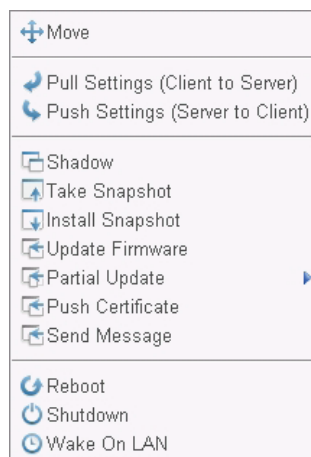 Move
Pull Settings (Client to Server)
Push Settings (Server to Client)
Shadow
Take Snapshot
Install Snapshot
Update Firmware
Partial Update
Push Certificate
Send Message
Reboot
Shutdown
Wake On LAN